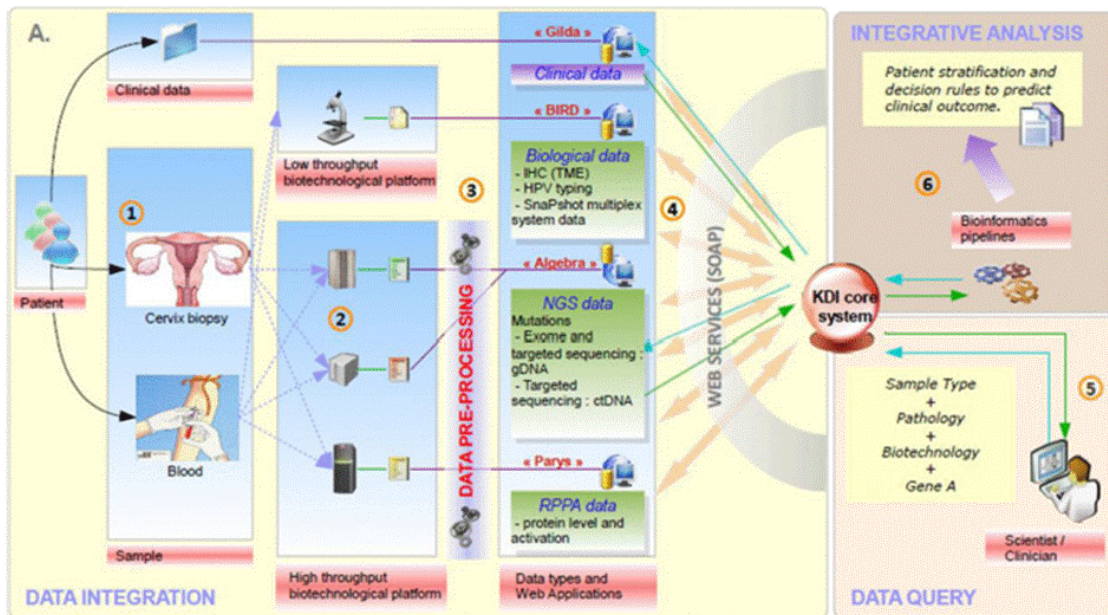 A.
Clinical data
Patient
1
Cervix biopsy
Blood
Sample
DATA INTEGRATION
Low throughput
biotechnological platform
2
High throughput
biotechnological platform
3
DATA PRE-PROCESSING
« Gilda »
Clinical data
« BIRD »
Biological data
- IHC (TME)
- HPV typing
- SnaPshot multiplex
system data
« Algebra »
NGS data
Mutations
- Exome and
targeted sequencing :
gDNA
- Targeted
sequencing : ctDNA
« Parys »
RPPA data
- protein level and
activation
Data types and
Web Applications
4
WEB SERVICES (SOAP)
KDI core
system
INTEGRATIVE ANALYSIS
Patient stratification and
decision rules to predict
clinical outcome.
6
Bioinformatics
pipelines
Sample Type
+
Pathology
+
Biotechnology
+
Gene A
5
Scientist /
Clinician
DATA QUERY